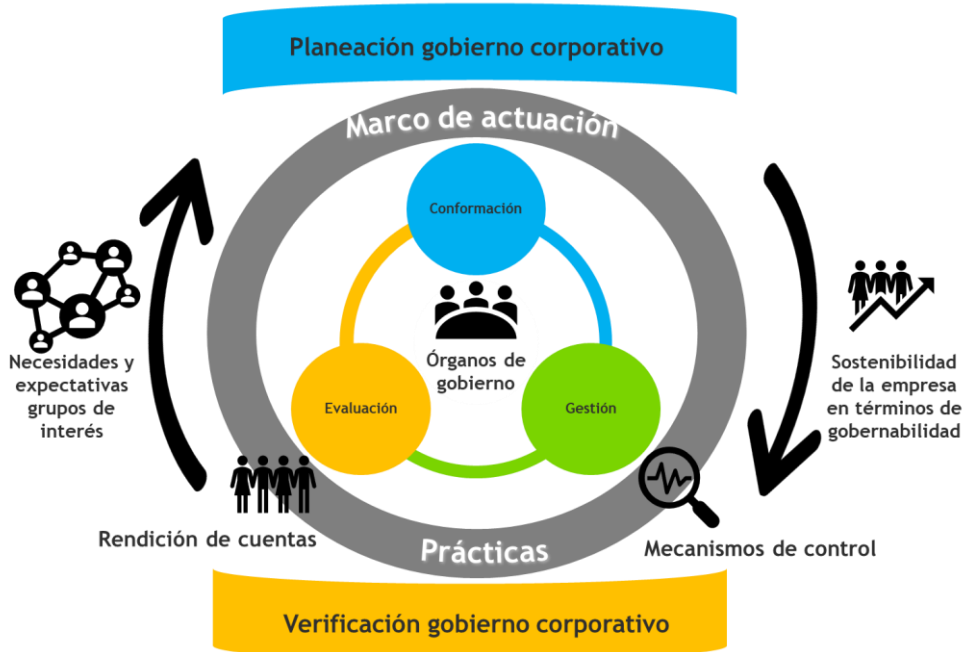 Planeación gobierno corporativo
Marco de actuación
Conformación
Necesidades y
expectativas
grupos de
interés
Órganos de
gobierno
Sostenibilidad
de la empresa
en términos de
gobernabilidad
Evaluación
Gestión
Rendición de cuentas
Prácticas
Mecanismos de control
Verificación gobierno corporativo